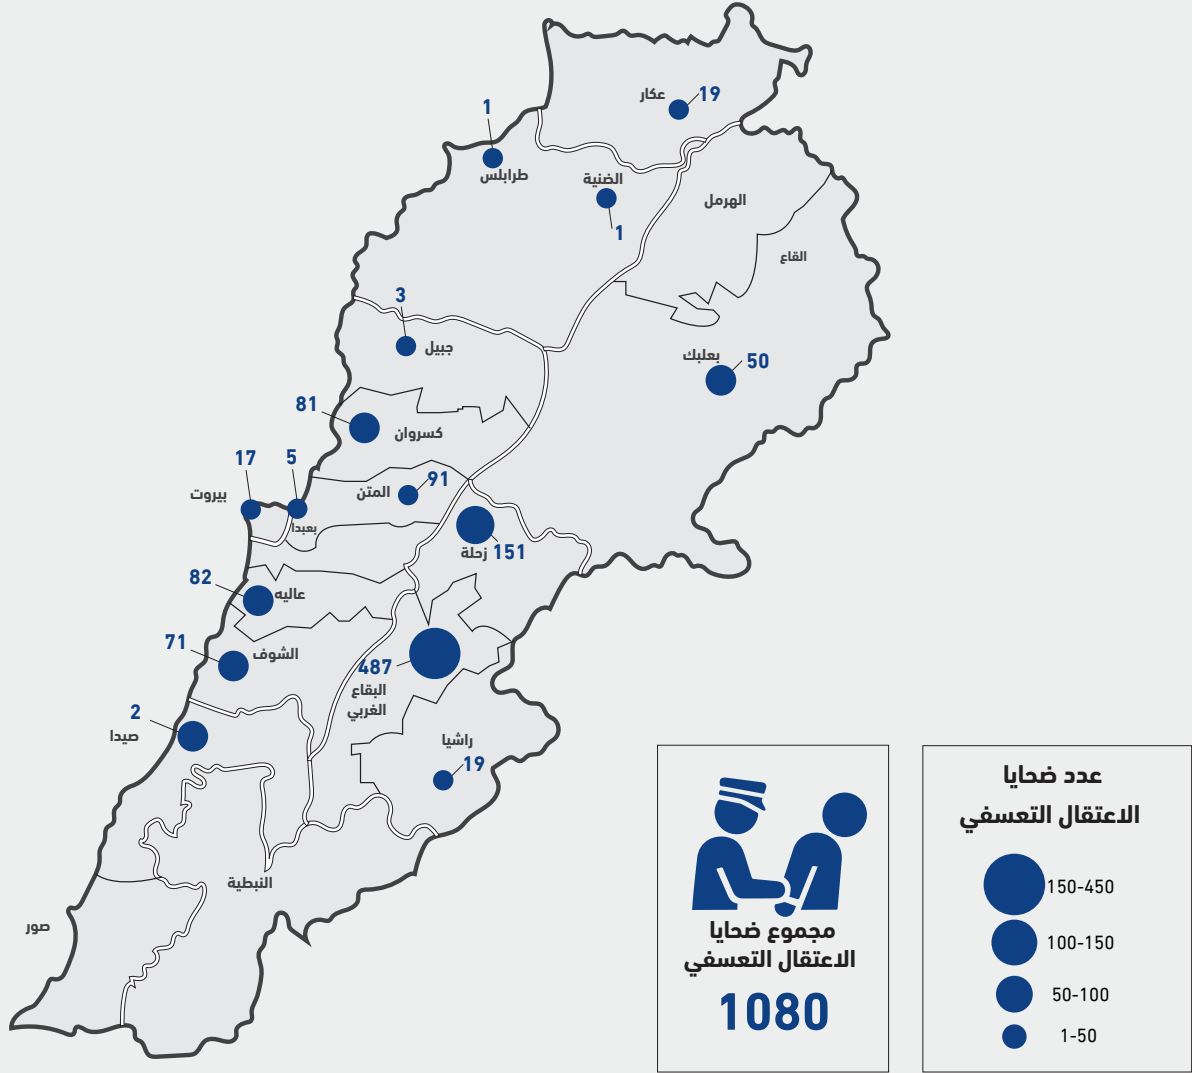 عكار
19
1
طرابلس
الضنية
1
الهرمل
القاع
3
جبيل
بعلبك
50
81
كسروان
17
5
91
المتن
بيروت
بعبدا
زحلة
151
82
عاليه
71
الشوف
487
البقاع
الغربي
2
صيدا
راشيا
19
النبطية
صور
مجموع ضحايا
الاعتقال التعسفي
1080
عدد ضحايا
الاعتقال التعسفي
150-450
100-150
50-100
1-50